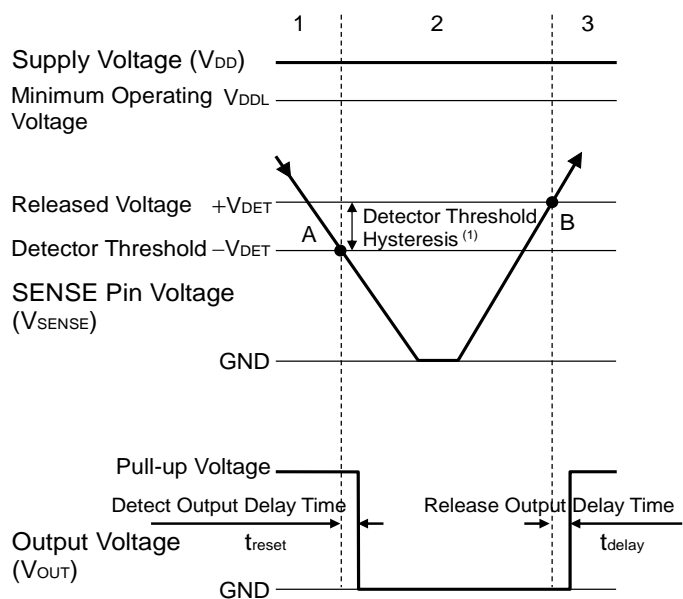 1 2 3
Supply Voltage (VDD)
Minimum Operating VDDL
Voltage
Released Voltage +VDET
Detector Threshold
Hysteresis (1)
A
B
Detector Threshold −VDET
SENSE Pin Voltage
(VSENSE)
GND
Pull-up Voltage
Detect Output Delay Time
Release Output Delay Time
treset
tdelay
Output Voltage
(VOUT)
GND